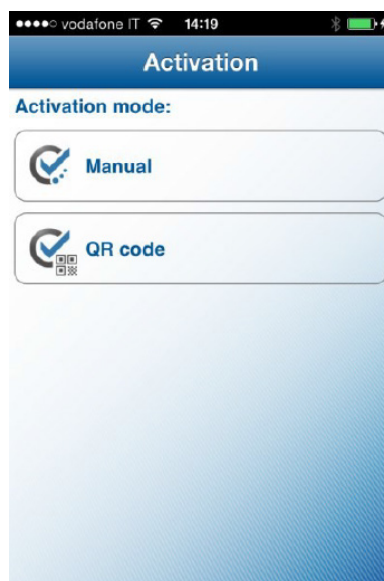 vodafone IT 14:19
Activation
Activation mode:
Manual
QR code